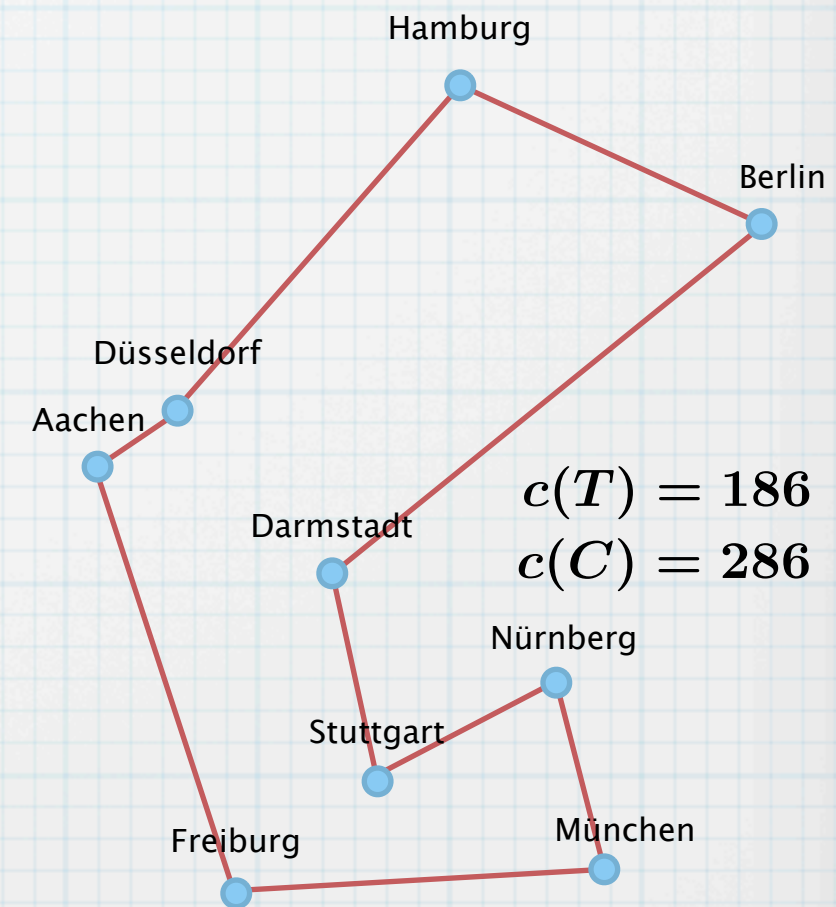 Hamburg
Berlin
Düsseldorf
Aachen
c(T) = 186
Darmstadt
c(C) = 286
Nürnberg
Stuttgart
München
Freiburg